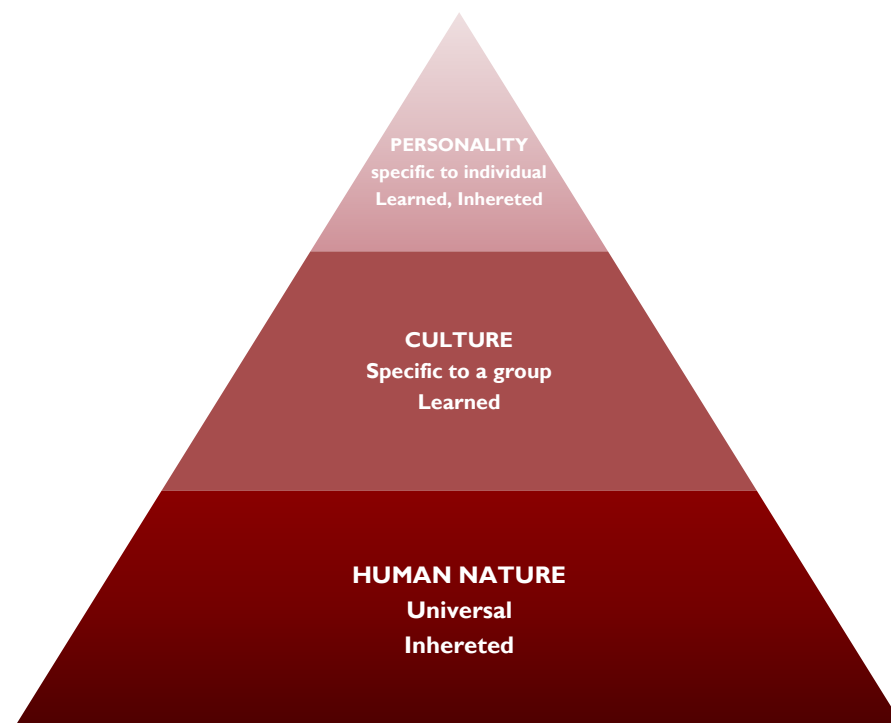 PERSONALITY
specific to individual
Learned, Inhereted
CULTURE
Specific to a group
Learned
HUMAN NATURE
Universal
Inhereted